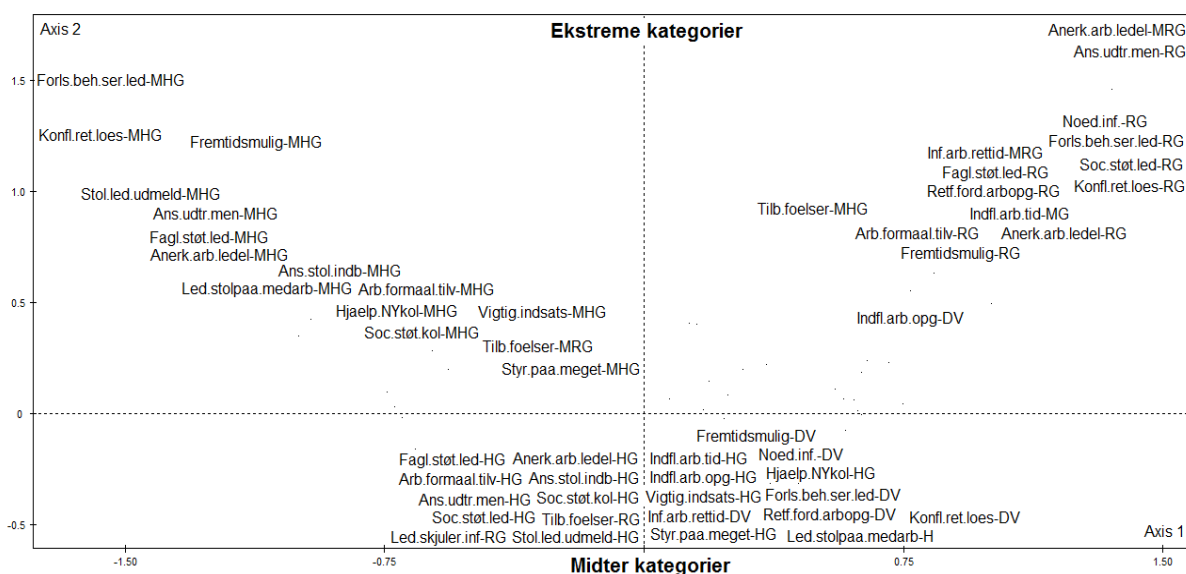 Axis 2
Ekstreme kategorier
Anerk.arb.ledel-MRG
Ans.udtr.men-RG
1.5
Forls.beh.ser.led-MHG
Noed.inf.-RG
Konfl.ret.loes-MHG
Fremtidsmulig-MHG
Forls.beh.ser.led-RG
Inf.arb.rettid-MRG
Soc.støt.led-RG
Fagl.støt.led-RG
Konfl.ret.loes-RG
1.0
Stol.led.udmeld-MHG
Retf.ford.arbopg-RG
Ans.udtr.men-MHG
Tilb.foelser-MHG
Indfl.arb.tid-MG
Fagl.støt.led-MHG
Arb.formaal.tilv-RG
Anerk.arb.ledel-RG
Anerk.arb.ledel-MHG
Fremtidsmulig-RG
Ans.stol.indb-MHG
Led.stolpaa.medarb-MHG
Arb.formaal.tilv-MHG
0.5
Hjaelp.NYkol-MHG
Vigtig.indsats-MHG
Indfl.arb.opg-DV
Soc.støt.kol-MHG
Tilb.foelser-MRG
Styr.paa.meget-MHG
0
Fremtidsmulig-DV
Fagl.støt.led-HG
Anerk.arb.ledel-HG
Indfl.arb.tid-HG
Noed.inf.-DV
Arb.formaal.tilv-HG
Ans.stol.indb-HG
Indfl.arb.opg-HG
Hjaelp.NYkol-HG
Ans.udtr.men-HG
Soc.støt.kol-HG
Vigtig.indsats-HG
Forls.beh.ser.led-DV
-0.5
Soc.støt.led-HG
Tilb.foelser-RG
Inf.arb.rettid-DV
Retf.ford.arbopg-DV
Konfl.ret.loes-DV
Led.skjuler.inf-RG
Stol.led.udmeld-HG
Styr.paa.meget-HG
Led.stolpaa.medarb-H
Axis 1
-1.50
-0.75
Midter kategorier
0.75
1.50